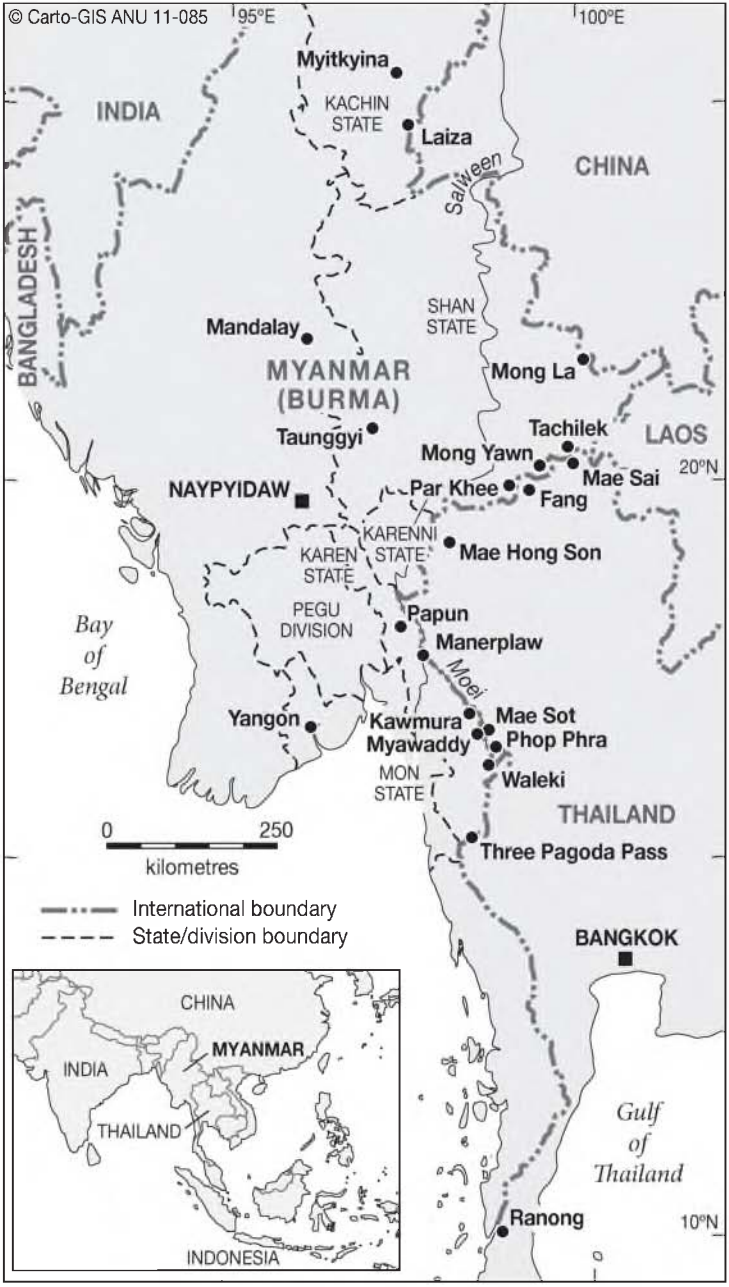 © Carto-GIS ANU 11-085
95ºE
100ºE
Myitkyina
KACHIN
STATE
INDIA
Laiza
CHINA
Salween
BANGLADESH
SHAN
STATE
Mandalay
Mong La
MYANMAR
(BURMA)
Taunggyi
Tachilek
LAOS
Mong Yawn
Mae Sai
20ºN
NAYPYIDAW
Par Khee
Fang
KARENNI
STATE
Mae Hong Son
KAREN
STATE
PEGU
DIVISION
Papun
Bay
of
Bengal
Manerplaw
Moei
Yangon
Kawmura
Mae Sot
Myawaddy
Phop Phra
MON
STATE
Waleki
THAILAND
0
250
kilometres
Three Pagoda Pass
International boundary
State/division boundary
BANGKOK
CHINA
MYANMAR
INDIA
THAILAND
INDONESIA
Gulf
of
Thailand
Ranong
10ºN